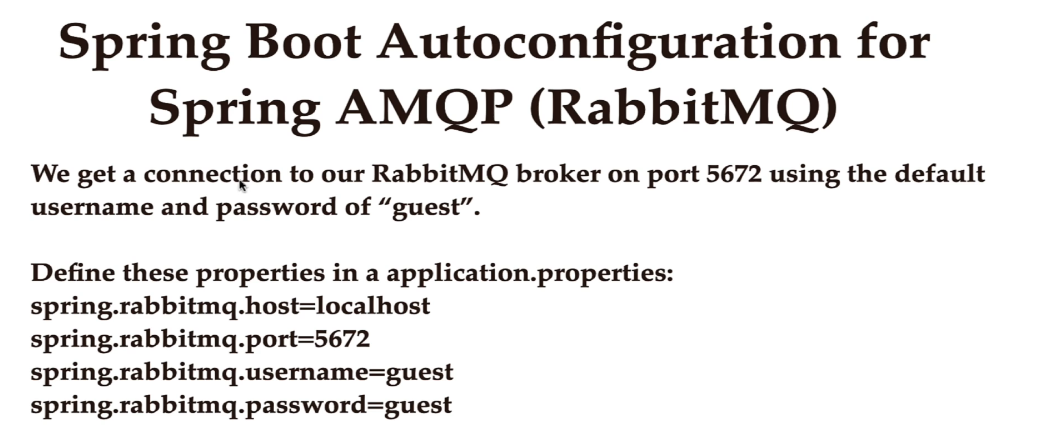 Spring Boot Autoconfiguration for
Spring AMQP (RabbitMQ)
We get a connection to our RabbitMQ broker on port 5672 using the default
username and password of “guest”.
Define these properties in a application.properties:
spring.rabbitmq.host=localhost
spring.rabbitmq.port=5672
spring.rabbitmq.username=guest
spring.rabbitmq.password=guest